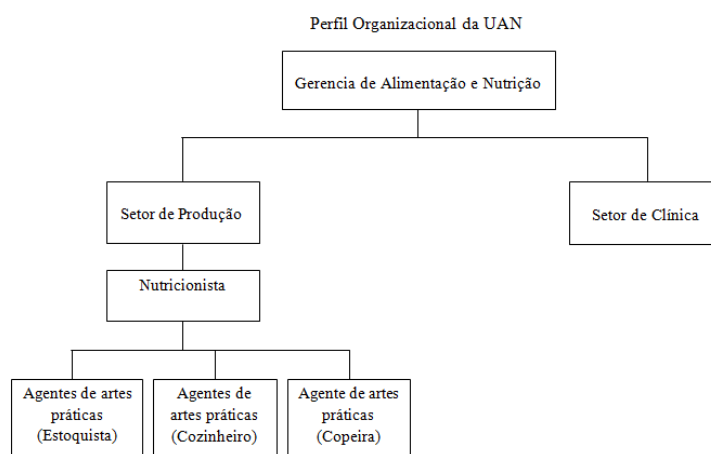 Perfil Organizacional da UAN
Gerencia de Alimentação e Nutrição
Setor de Produção
Setor de Clínica
Nutricionista
Agentes de artes
práticas
(Estoquista)
Agentes de
artes práticas
(Cozinheiro)
Agente de artes
práticas
(Copeira)